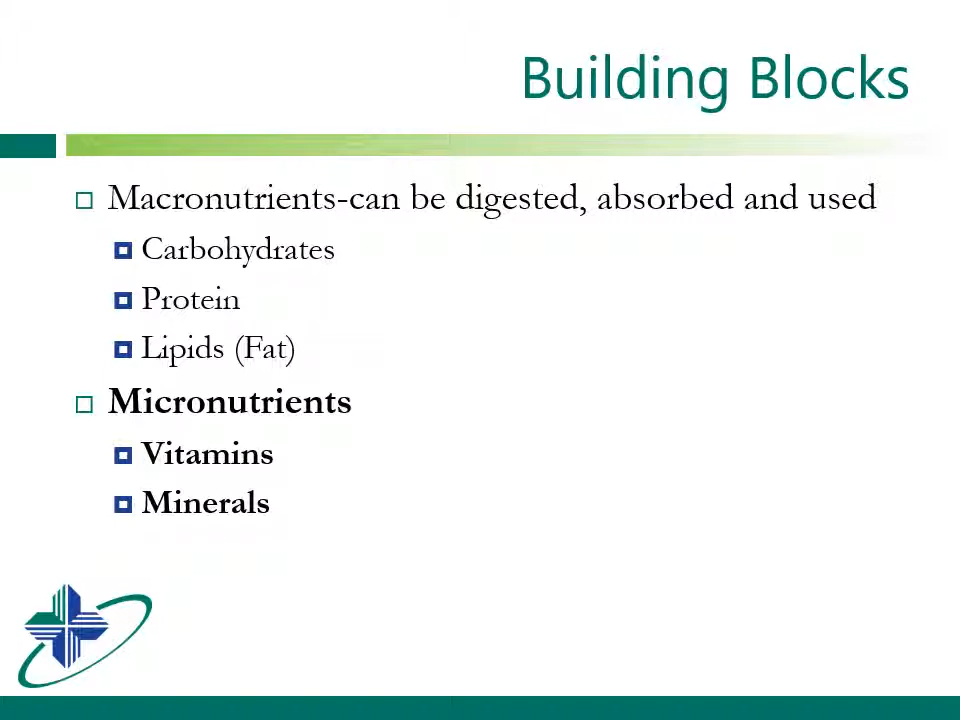 Building Blocks
Macronutrients-can be digested, absorbed and used
Carbohydrates
Protein
Lipids (Fat)
Micronutrients
Vitamins
Minerals